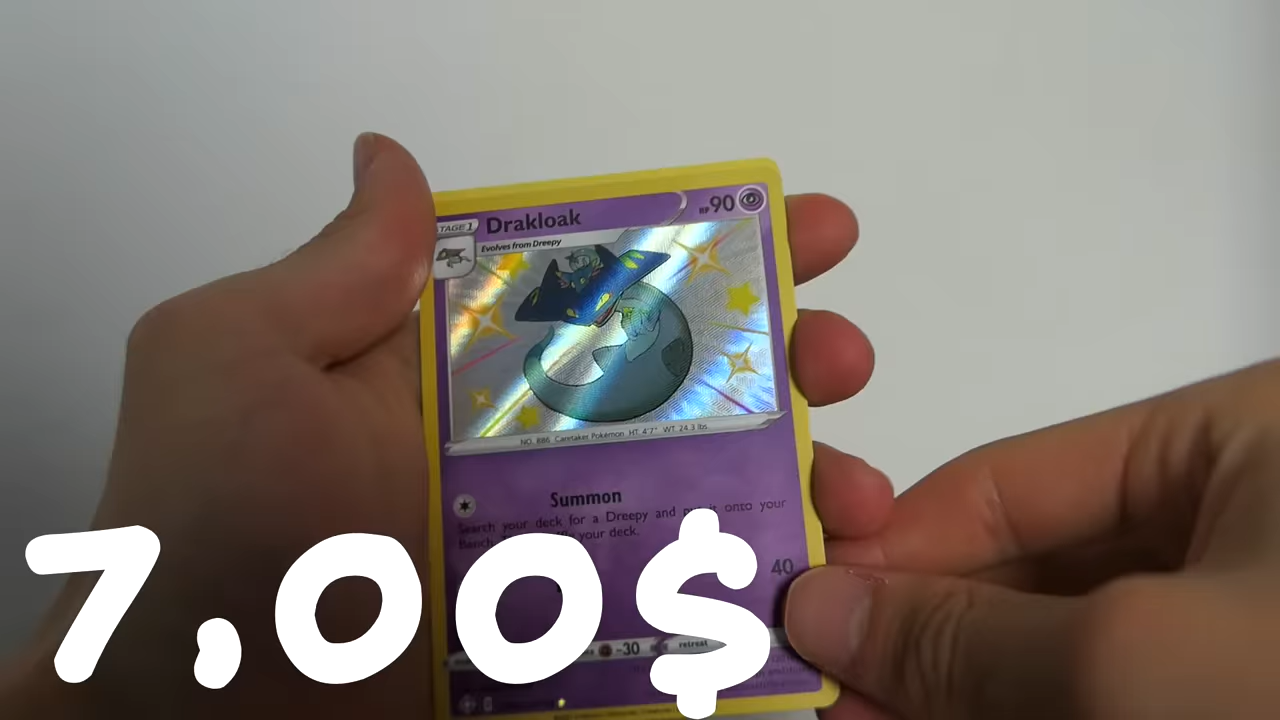 STAGE 1 Drakloak HP 90
Evolves from Dreepy
NO. 886 Caretaker Pokémon HT. 4'7" WT. 24.3 lbs.
Summon
Search your deck for a Dreepy and put it onto your
Bench. your deck.
40
-30 retreat
7,00$